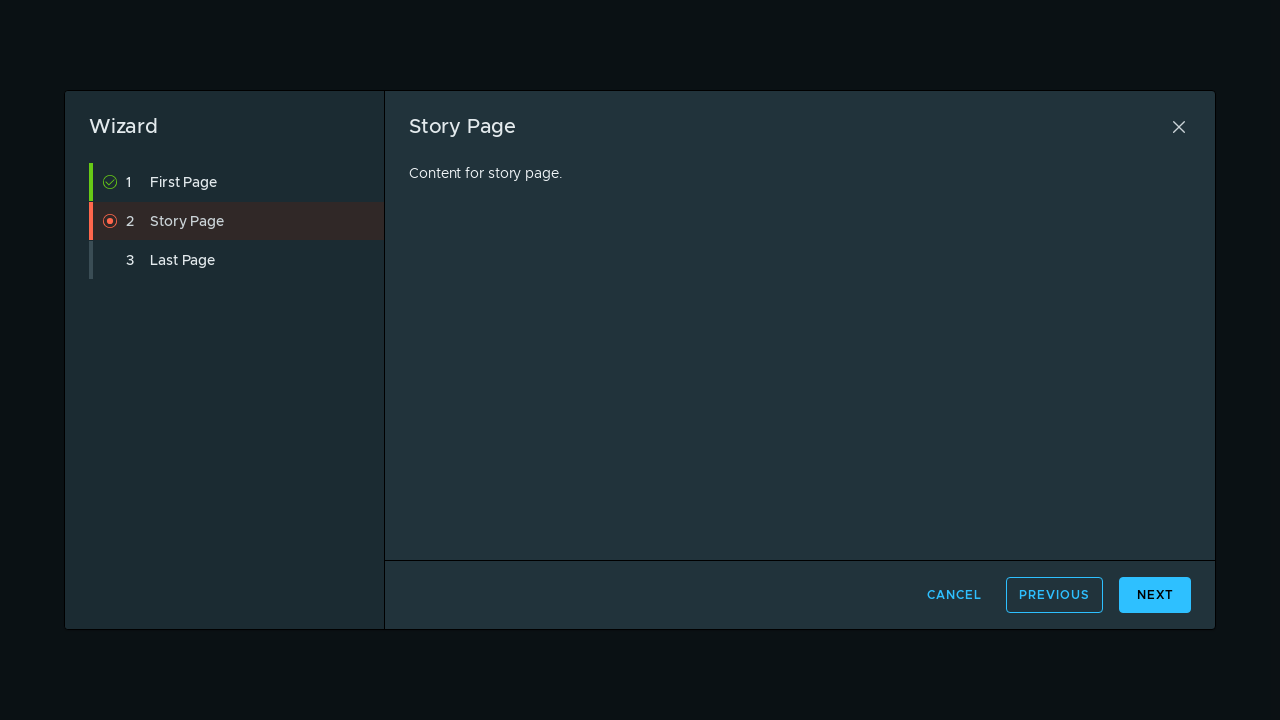 Wizard
1 First Page
2 Story Page
3 Last Page
Story Page
Content for story page.
CANCEL PREVIOUS NEXT